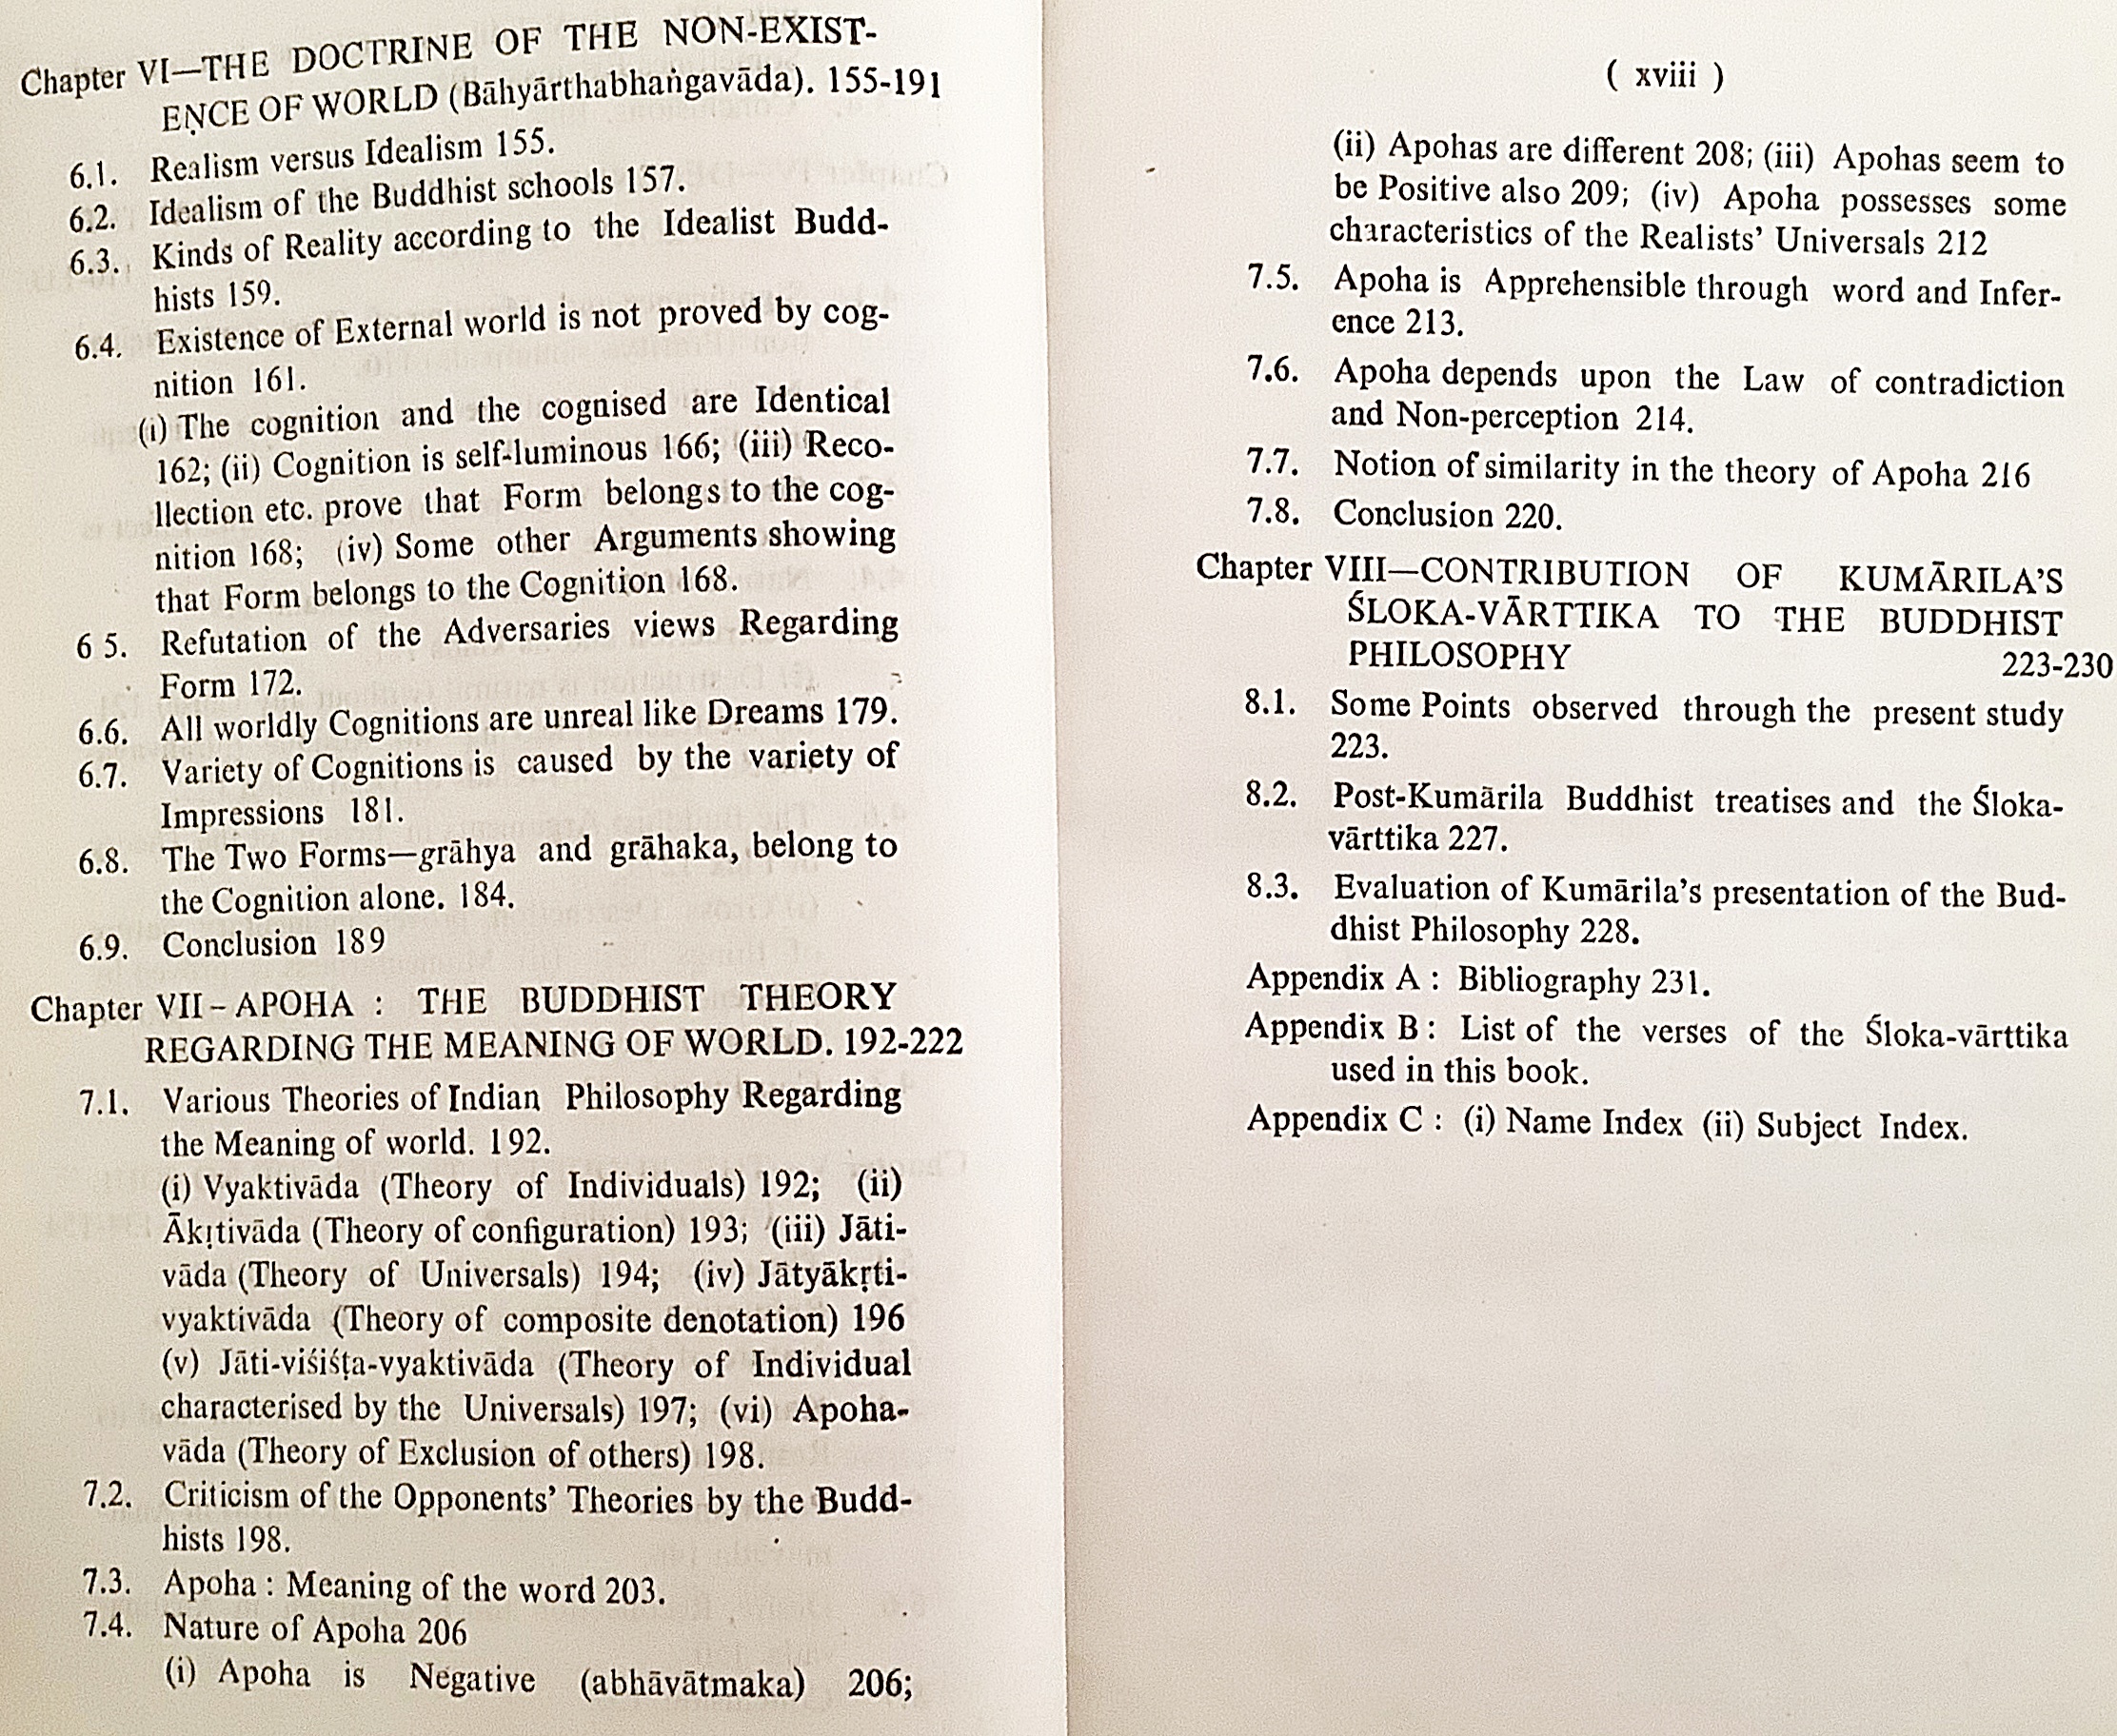 Chapter VI—THE DOCTRINE OF THE NON-EXIST-
ENCE OF WORLD (Bāhyārthabhaṅgavāda). 155-191
6.1. Realism versus Idealism 155.
6.2. Idealism of the Buddhist schools 157.
6.3. Kinds of Reality according to the Idealist Budd-
hists 159.
6.4. Existence of External world is not proved by cog-
nition 161.
(i) The cognition and the cognised are Identical
162; (ii) Cognition is self-luminous 166; (iii) Reco-
llection etc. prove that Form belongs to the cog-
nition 168; (iv) Some other Arguments showing
that Form belongs to the Cognition 168.
6 5. Refutation of the Adversaries views Regarding
Form 172.
6.6. All worldly Cognitions are unreal like Dreams 179.
6.7. Variety of Cognitions is caused by the variety of
Impressions 181.
6.8. The Two Forms—grāhya and grāhaka, belong to
the Cognition alone. 184.
6.9. Conclusion 189
Chapter VII – APOHA : THE BUDDHIST THEORY
REGARDING THE MEANING OF WORLD. 192-222
7.1. Various Theories of Indian Philosophy Regarding
the Meaning of world. 192.
(i) Vyaktivāda (Theory of Individuals) 192; (ii)
Ākṛtivāda (Theory of configuration) 193; (iii) Jāti-
vāda (Theory of Universals) 194; (iv) Jātyākṛti-
vyaktivāda (Theory of composite denotation) 196
(v) Jāti-viśiśṭa-vyaktivāda (Theory of Individual
characterised by the Universals) 197; (vi) Apoha-
vāda (Theory of Exclusion of others) 198.
7.2. Criticism of the Opponents’ Theories by the Budd-
hists 198.
7.3. Apoha : Meaning of the word 203.
7.4. Nature of Apoha 206
(i) Apoha is Negative (abhāvātmaka) 206;
( xviii )
(ii) Apohas are different 208; (iii) Apohas seem to
be Positive also 209; (iv) Apoha possesses some
characteristics of the Realists’ Universals 212
7.5. Apoha is Apprehensible through word and Infer-
ence 213.
7.6. Apoha depends upon the Law of contradiction
and Non-perception 214.
7.7. Notion of similarity in the theory of Apoha 216
7.8. Conclusion 220.
Chapter VIII—CONTRIBUTION OF KUMĀRILA’S
ŚLOKA-VĀRTTIKA TO THE BUDDHIST
PHILOSOPHY 223-230
8.1. Some Points observed through the present study
223.
8.2. Post-Kumārila Buddhist treatises and the Śloka-
vārttika 227.
8.3. Evaluation of Kumārila’s presentation of the Bud-
dhist Philosophy 228.
Appendix A : Bibliography 231.
Appendix B : List of the verses of the Śloka-vārttika
used in this book.
Appendix C : (i) Name Index (ii) Subject Index.